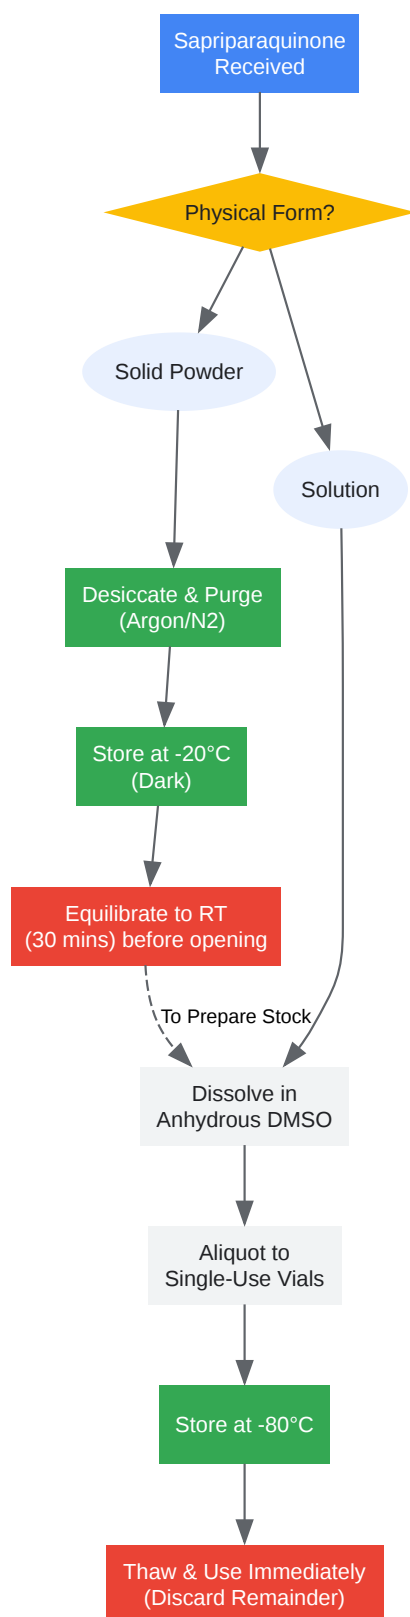 Sapriparaquinone
Received
Physical Form?
Solid Powder
Solution
Desiccate & Purge
(Argon/N2)
Store at -20°C
(Dark)
Equilibrate to RT
(30 mins) before opening
To Prepare Stock
Dissolve in
Anhydrous DMSO
Aliquot to
Single-Use Vials
Store at -80°C
Thaw & Use Immediately
(Discard Remainder)